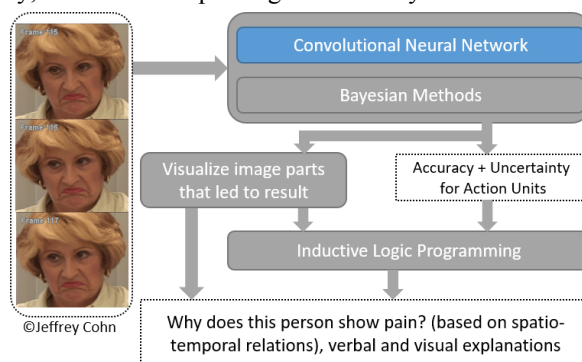 Frame 115
Frame 116
Frame 117
©Jeffrey Cohn
Convolutional Neural Network
Bayesian Methods
Visualize image parts
that led to result
Accuracy + Uncertainty
for Action Units
Inductive Logic Programming
Why does this person show pain? (based on spatio-
temporal relations), verbal and visual explanations